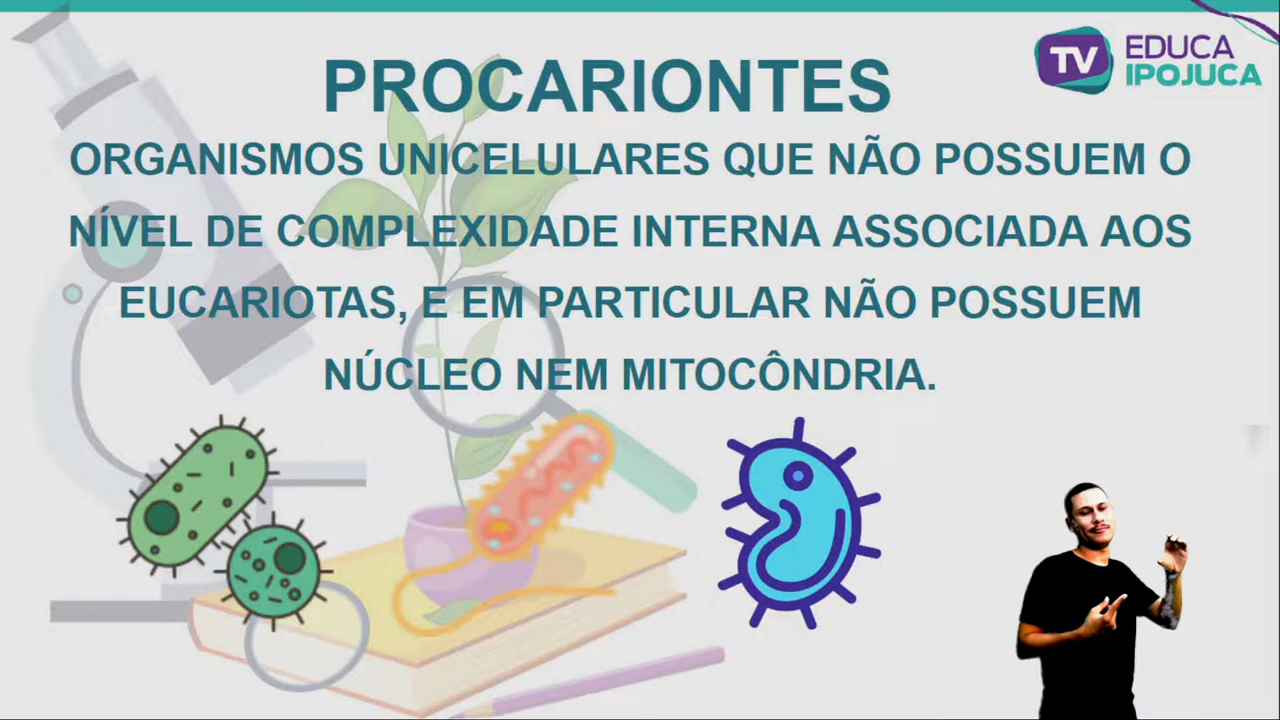 TV EDUCA
IPOJUCA
PROCARIONTES
ORGANISMOS UNICELULARES QUE NÃO POSSUEM O
NÍVEL DE COMPLEXIDADE INTERNA ASSOCIADA AOS
EUCARIOTAS, E EM PARTICULAR NÃO POSSUEM
NÚCLEO NEM MITOCÔNDRIA.